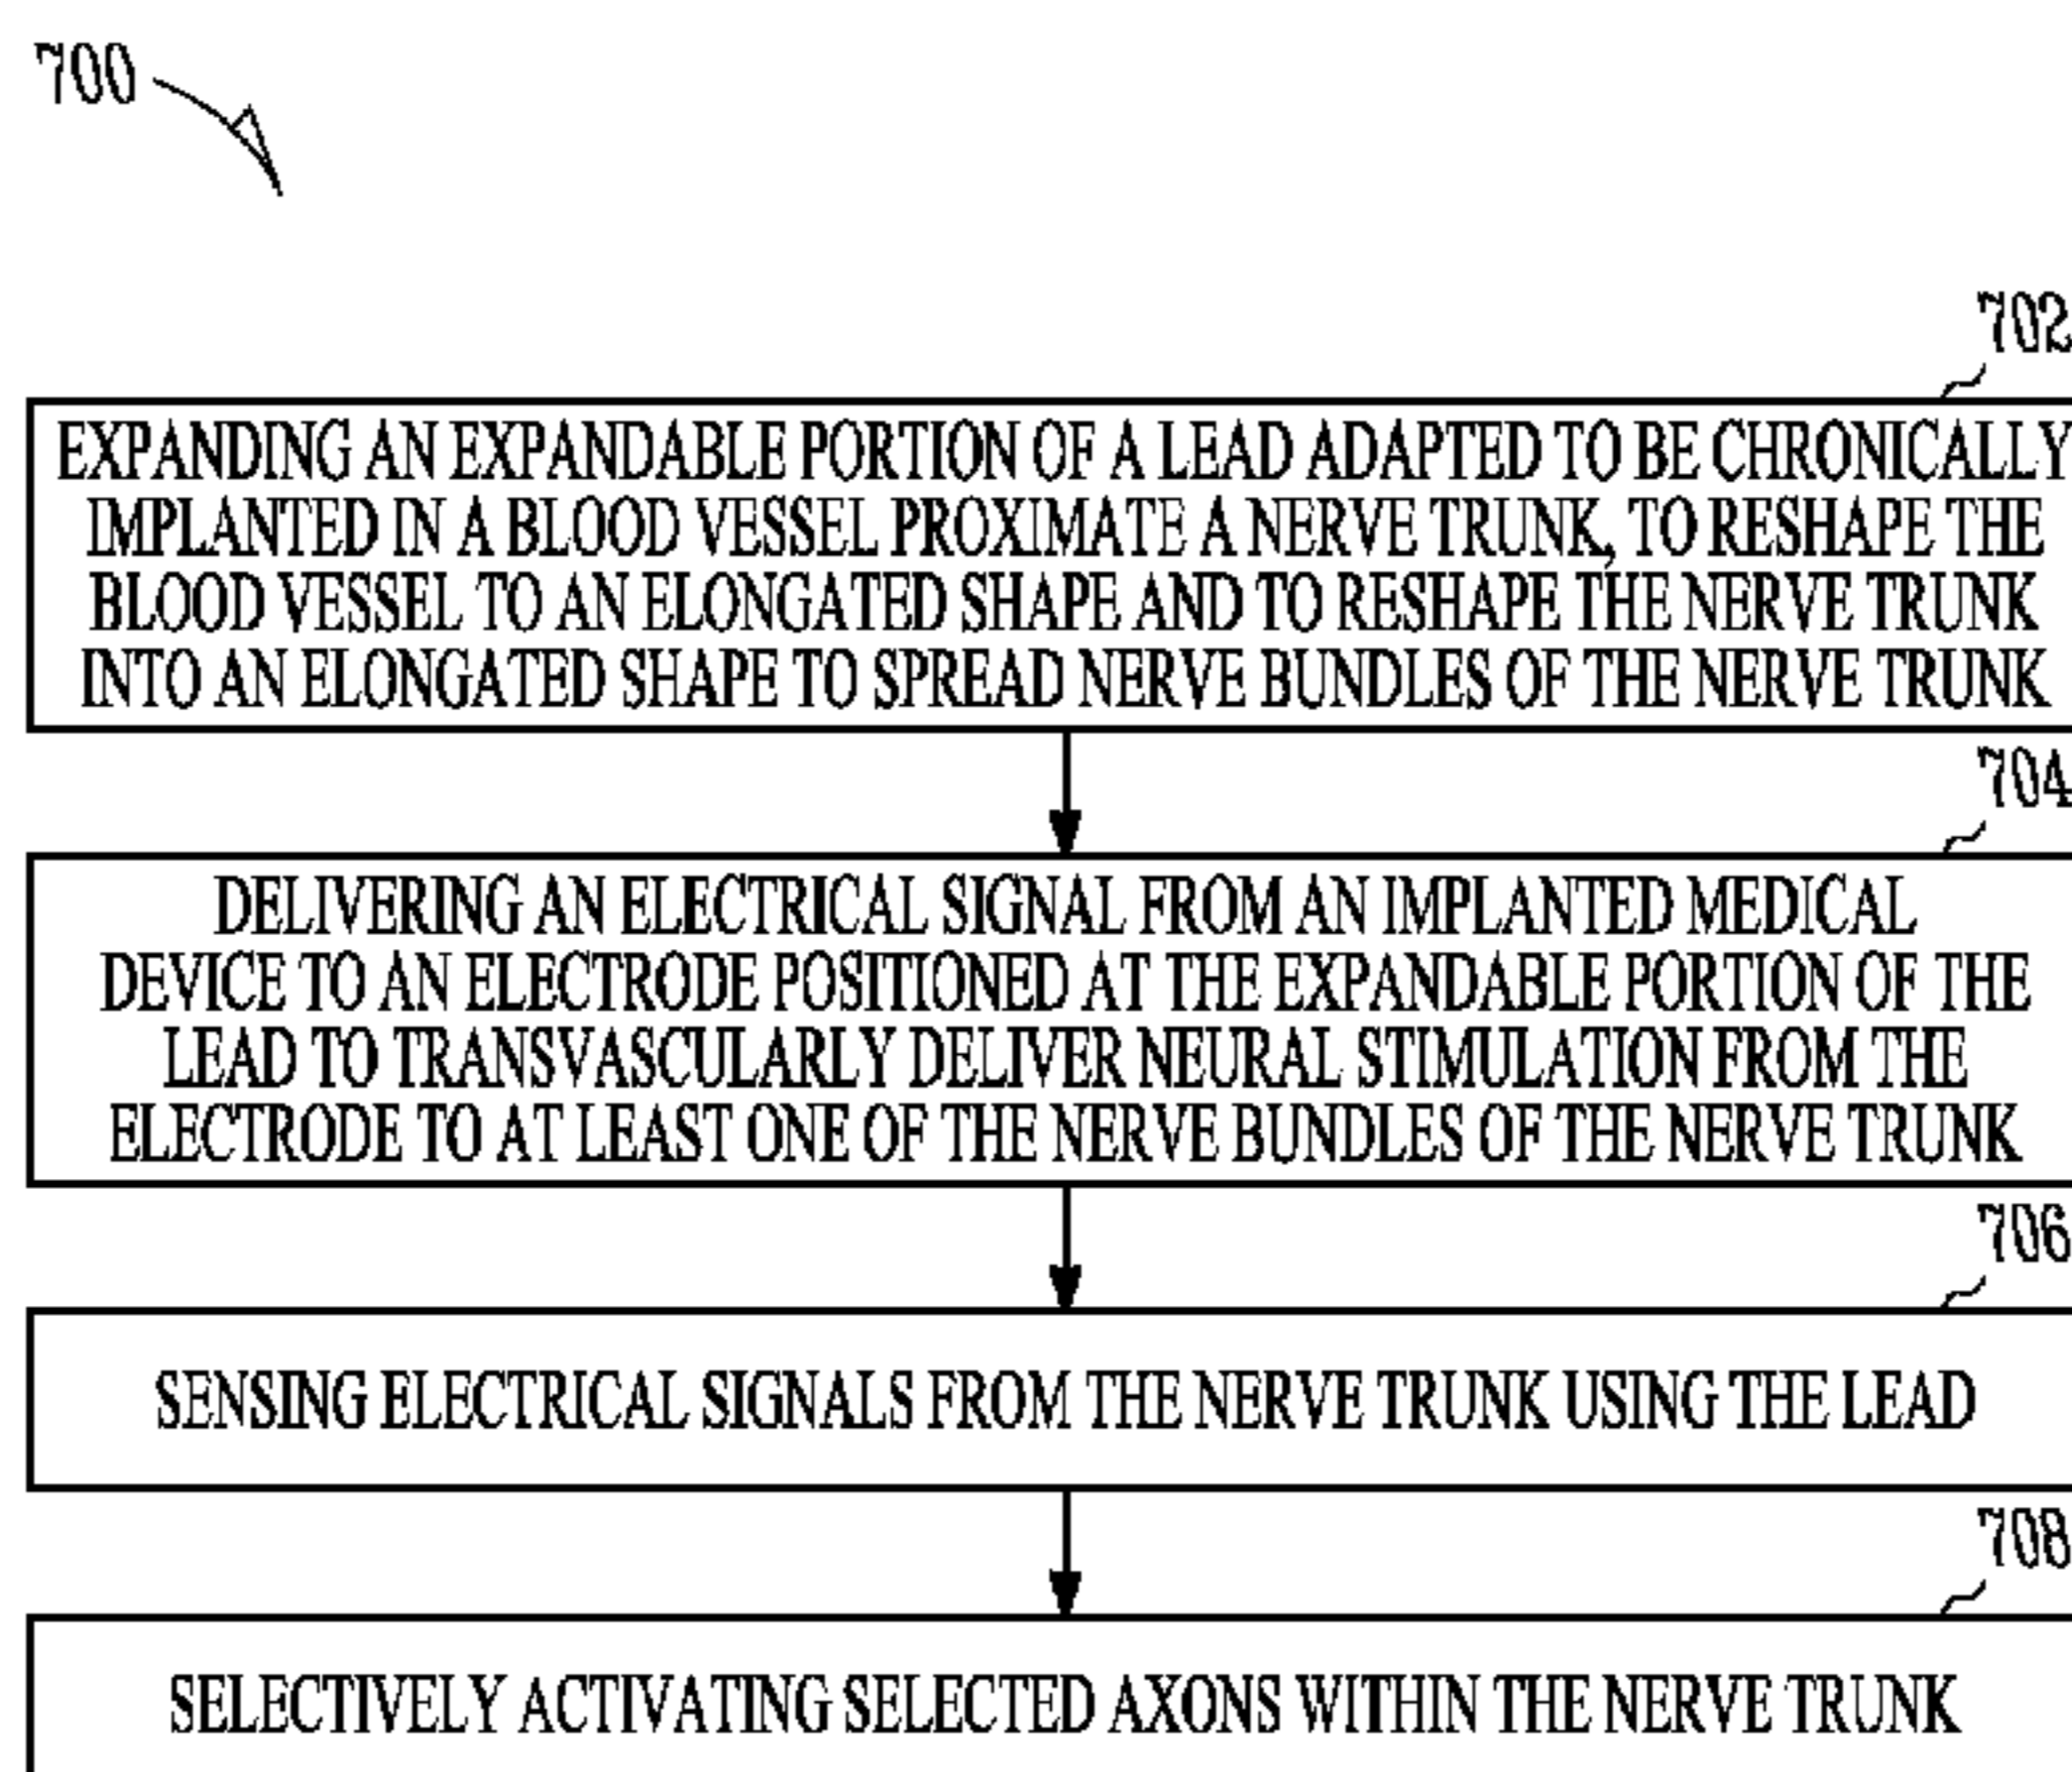 700
702
EXPANDING AN EXPANDABLE PORTION OF A LEAD ADAPTED TO BE CHRONICALLY
IMPLANTED IN A BLOOD VESSEL PROXIMATE A NERVE TRUNK, TO RESHAPE THE
BLOOD VESSEL TO AN ELONGATED SHAPE AND TO RESHAPE THE NERVE TRUNK
INTO AN ELONGATED SHAPE TO SPREAD NERVE BUNDLES OF THE NERVE TRUNK
704
DELIVERING AN ELECTRICAL SIGNAL FROM AN IMPLANTED MEDICAL
DEVICE TO AN ELECTRODE POSITIONED AT THE EXPANDABLE PORTION OF THE
LEAD TO TRANSVASCULARLY DELIVER NEURAL STIMULATION FROM THE
ELECTRODE TO AT LEAST ONE OF THE NERVE BUNDLES OF THE NERVE TRUNK
706
SENSING ELECTRICAL SIGNALS FROM THE NERVE TRUNK USING THE LEAD
708
SELECTIVELY ACTIVATING SELECTED AXONS WITHIN THE NERVE TRUNK